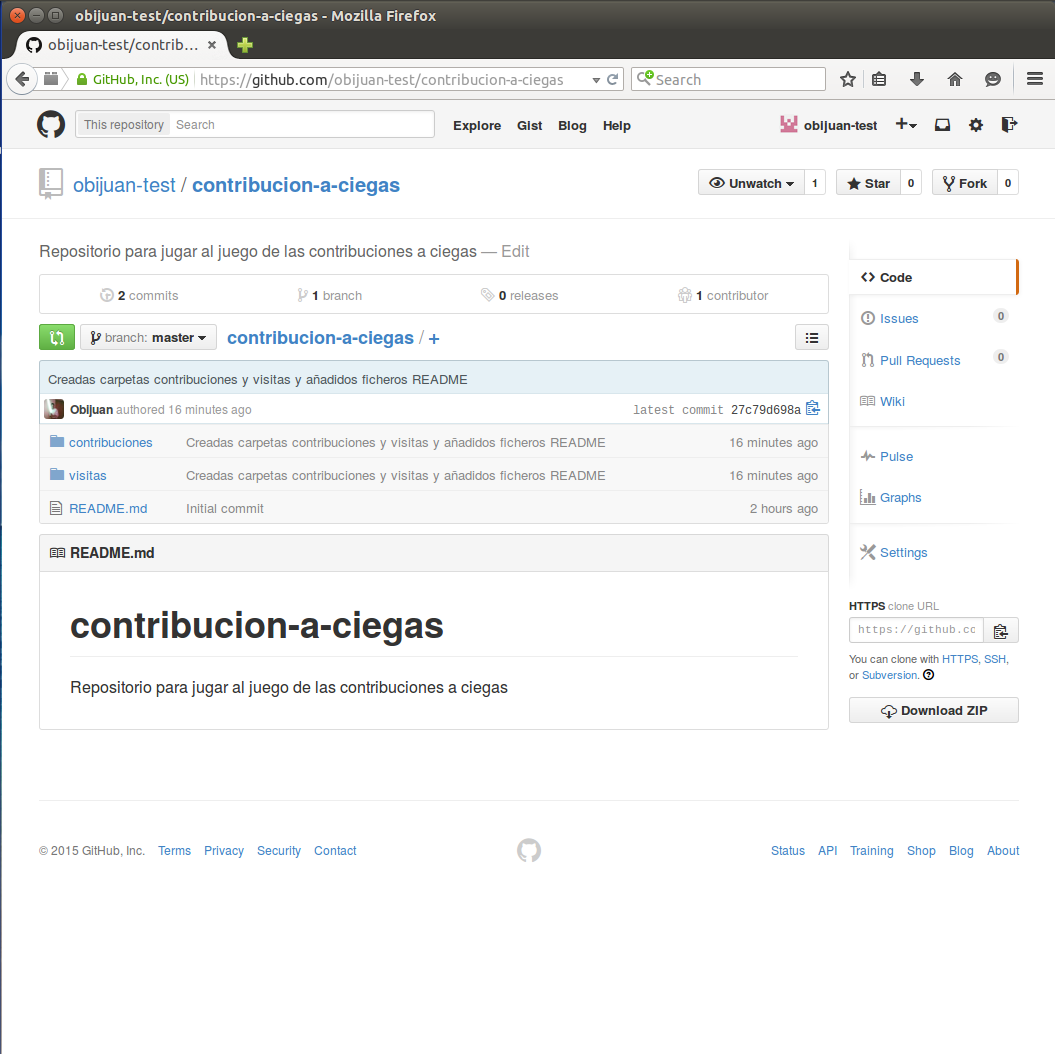 obijuan-test/contribucion-a-ciegas - Mozilla Firefox
obijuan-test/contrib...
GitHub, Inc. (US) https://github.com/obijuan-test/contribucion-a-ciegas Search
This repository Search Explore Gist Blog Help obijuan-test
obijuan-test / contribucion-a-ciegas Unwatch 1 Star 0 Fork 0
Repositorio para jugar al juego de las contribuciones a ciegas — Edit
2 commits 1 branch 0 releases 1 contributor
branch: master contribucion-a-ciegas / +
Creadas carpetas contribuciones y visitas y añadidos ficheros README
Obijuan authored 16 minutes ago latest commit 27c79d698a
contribuciones Creadas carpetas contribuciones y visitas y añadidos ficheros README 16 minutes ago
visitas Creadas carpetas contribuciones y visitas y añadidos ficheros README 16 minutes ago
README.md Initial commit 2 hours ago
README.md
contribucion-a-ciegas
Repositorio para jugar al juego de las contribuciones a ciegas
Code
Issues 0
Pull Requests 0
Wiki
Pulse
Graphs
Settings
HTTPS clone URL
https://github.cc
You can clone with HTTPS, SSH,
or Subversion.
Download ZIP
© 2015 GitHub, Inc. Terms Privacy Security Contact Status API Training Shop Blog About